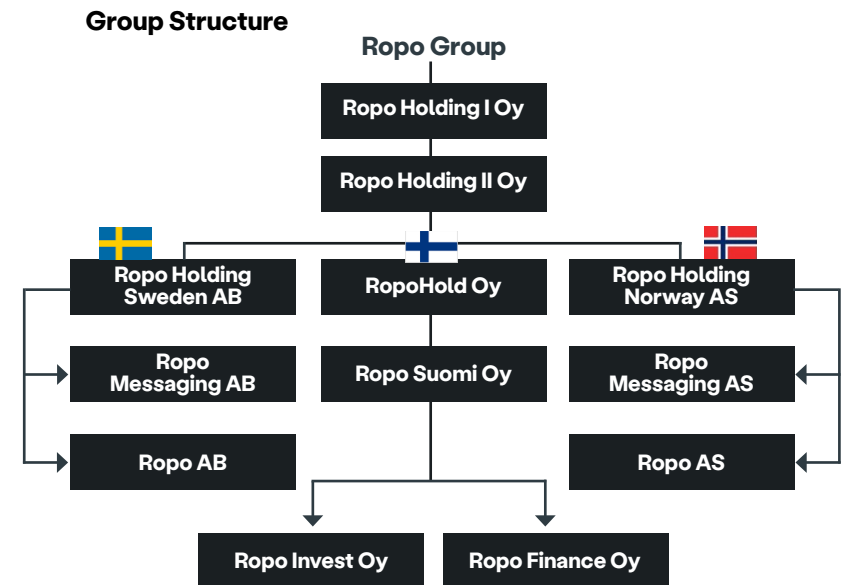 Group Structure
Ropo Group
Ropo Holding I Oy
Ropo Holding II Oy
Ropo Holding
Sweden AB
RopoHold Oy
Ropo Holding
Norway AS
Ropo
Messaging AB
Ropo Suomi Oy
Ropo
Messaging AS
Ropo AB
Ropo AS
Ropo Invest Oy
Ropo Finance Oy